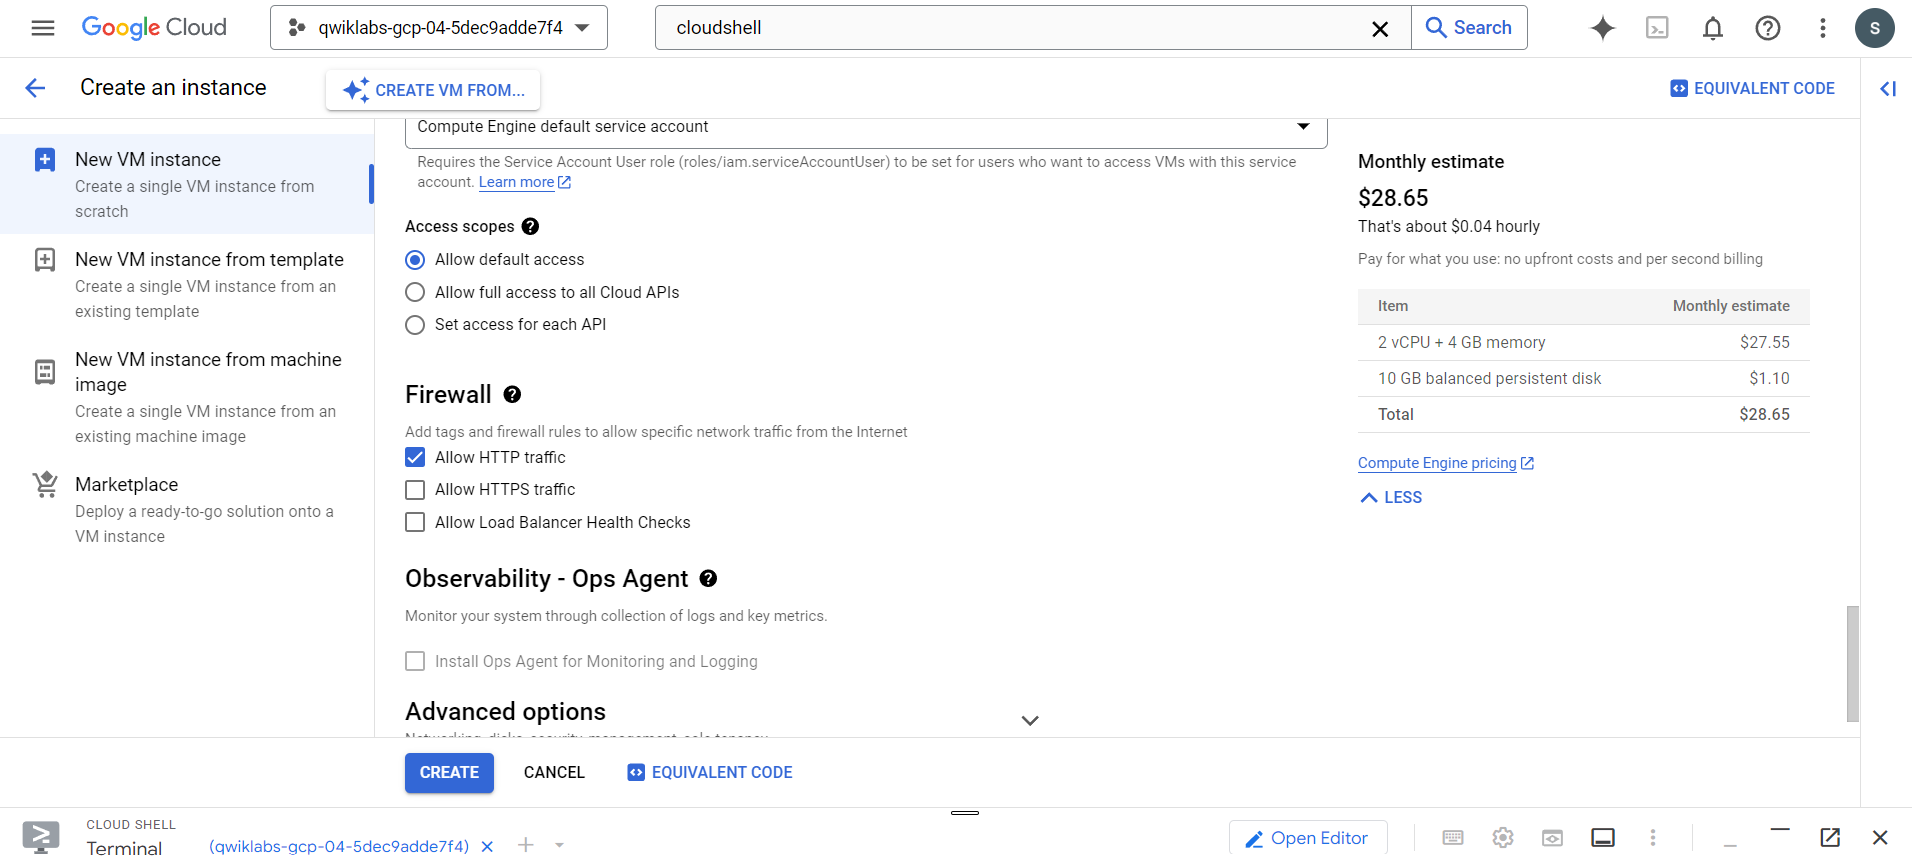 Google Cloud
qwiklabs-gcp-04-5dec9adde7f4
cloudshell
Search
S
Create an instance
CREATE VM FROM...
EQUIVALENT CODE
New VM instance
Create a single VM instance from
scratch
New VM instance from template
Create a single VM instance from an
existing template
New VM instance from machine
image
Create a single VM instance from an
existing machine image
Marketplace
Deploy a ready-to-go solution onto a
VM instance
Compute Engine default service account
Requires the Service Account User role (roles/iam.serviceAccountUser) to be set for users who want to access VMs with this service
account. Learn more
Access scopes
Allow default access
Allow full access to all Cloud APIs
Set access for each API
Firewall
Add tags and firewall rules to allow specific network traffic from the Internet
Allow HTTP traffic
Allow HTTPS traffic
Allow Load Balancer Health Checks
Observability - Ops Agent
Monitor your system through collection of logs and key metrics.
Install Ops Agent for Monitoring and Logging
Advanced options
Networking, disks, security, management, sole-tenancy
Monthly estimate
$28.65
That's about $0.04 hourly
Pay for what you use: no upfront costs and per second billing
Item Monthly estimate
2 vCPU + 4 GB memory $27.55
10 GB balanced persistent disk $1.10
Total $28.65
Compute Engine pricing
LESS
CREATE
CANCEL
EQUIVALENT CODE
CLOUD SHELL
Terminal
(qwiklabs-gcp-04-5dec9adde7f4)
Open Editor